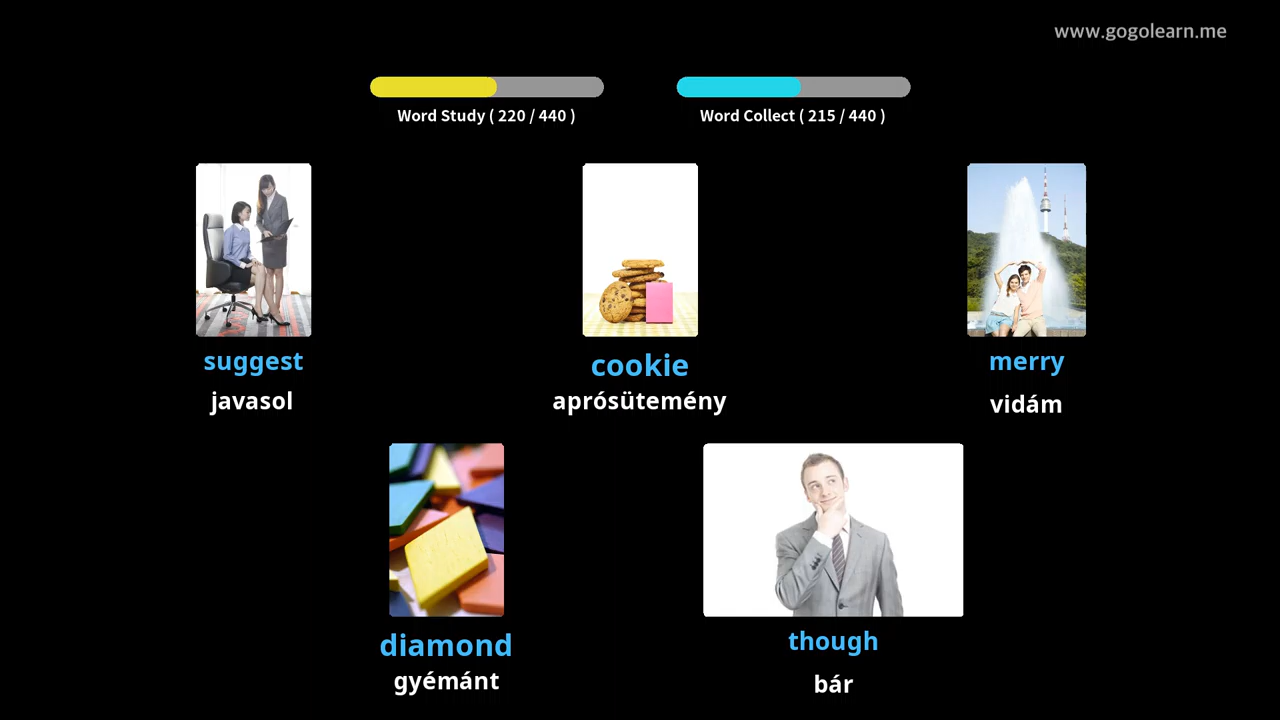 www.gogolearn.me
Word Study ( 220 / 440 )
Word Collect ( 215 / 440 )
suggest
javasol
cookie
aprósütemény
merry
vidám
diamond
gyémánt
though
bár